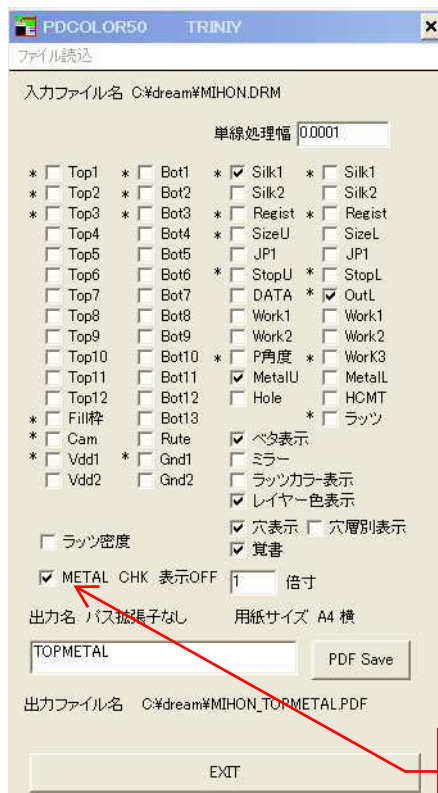 PDCOLOR50 TRINIY
ファイル読込
入力ファイル名 C:¥dream¥MIHON.DRM
単線処理幅 0.0001
* Top1 * Bot1 * Silk1 * Silk1
* Top2 * Bot2 Silk2 Silk2
* Top3 * Bot3 * Regist * Regist
Top4 Bot4 * SizeU SizeL
Top5 Bot5 JP1 JP1
Top6 Bot6 * StopU * StopL
Top7 Bot7 DATA * OutL
Top8 Bot8 Work1 Work1
Top9 Bot9 Work2 Work2
Top10 Bot10 * P角度 * WorK3
Top11 Bot11 MetalU MetalL
Top12 Bot12 Hole HCMT
* Fill枠 Bot13 * ラッツ
* Cam Rute ベタ表示
* Vdd1 * Gnd1 ミラー
Vdd2 Gnd2 ラッツカラー表示
レイヤー色表示
穴表示 穴層別表示
ラッツ密度 覚書
METAL CHK 表示OFF 1 倍寸
出力名 パス拡張子なし 用紙サイズ A4 横
TOPMETAL PDF Save
出力ファイル名 C:¥dream¥MIHON_TOPMETAL.PDF
EXIT